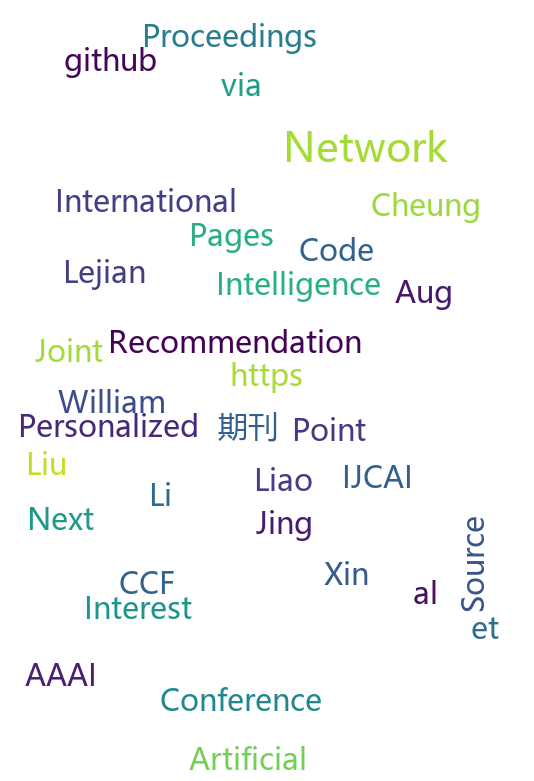 Proceedings
github
via
Network
International
Cheung
Pages
Code
Lejian
Intelligence
Aug
Joint
Recommendation
https
William
Personalized
期刊
Point
Liu
Liao
IJCAI
Li
Next
Jing
Source
Xin
CCF
al
Interest
et
AAAI
Conference
Artificial